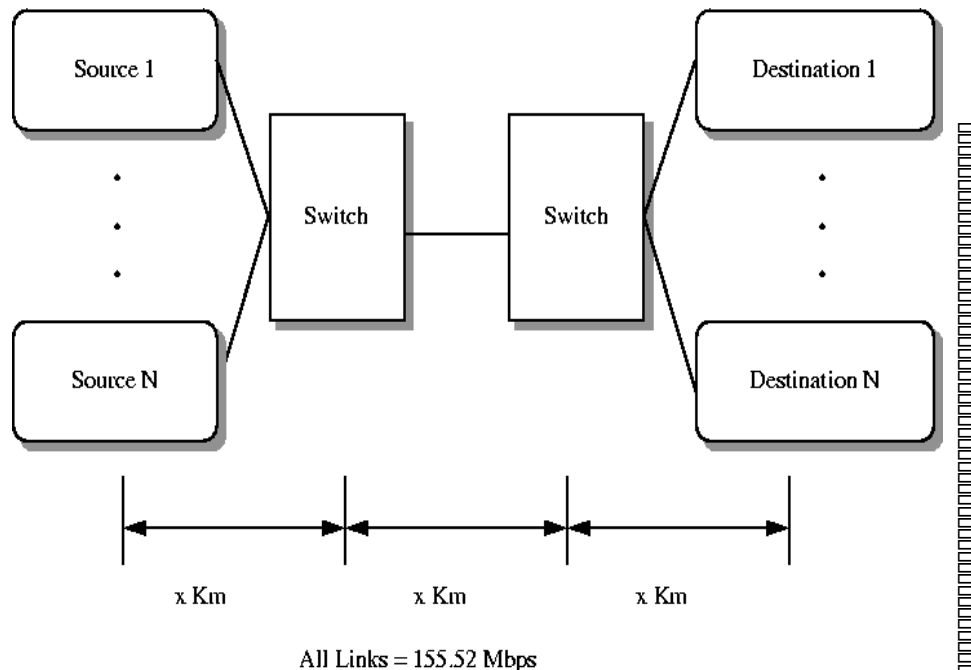 Source 1
Destination 1
Switch
Switch
Source N
Destination N
x Km
x Km
x Km
All Links = 155.52 Mbps